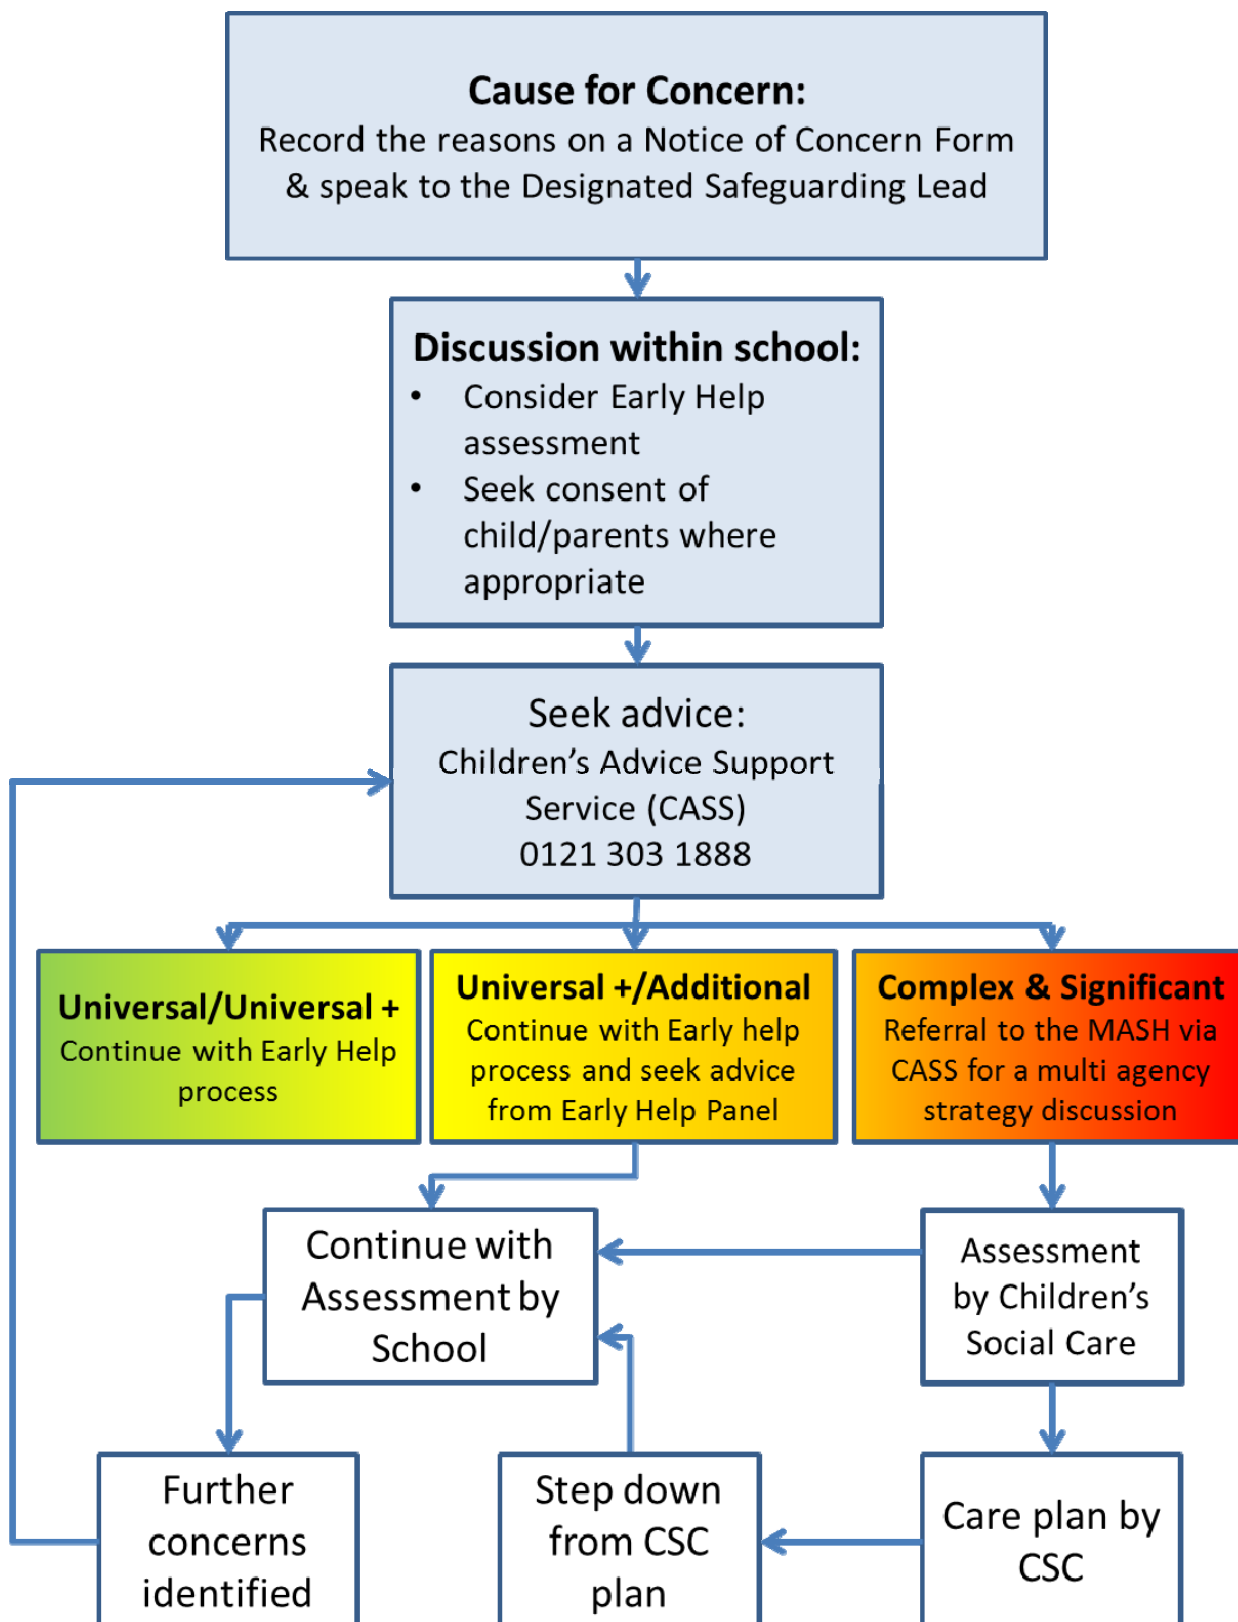 Cause for Concern:
Record the reasons on a Notice of Concern Form
& speak to the Designated Safeguarding Lead
Discussion within school:
• Consider Early Help
assessment
• Seek consent of
child/parents where
appropriate
Seek advice:
Children’s Advice Support
Service (CASS)
0121 303 1888
Universal/Universal +
Continue with Early Help
process
Universal +/Additional
Continue with Early help
process and seek advice
from Early Help Panel
Complex & Significant
Referral to the MASH via
CASS for a multi agency
strategy discussion
Continue with
Assessment by
School
Assessment
by Children’s
Social Care
Further
concerns
identified
Step down
from CSC
plan
Care plan by
CSC